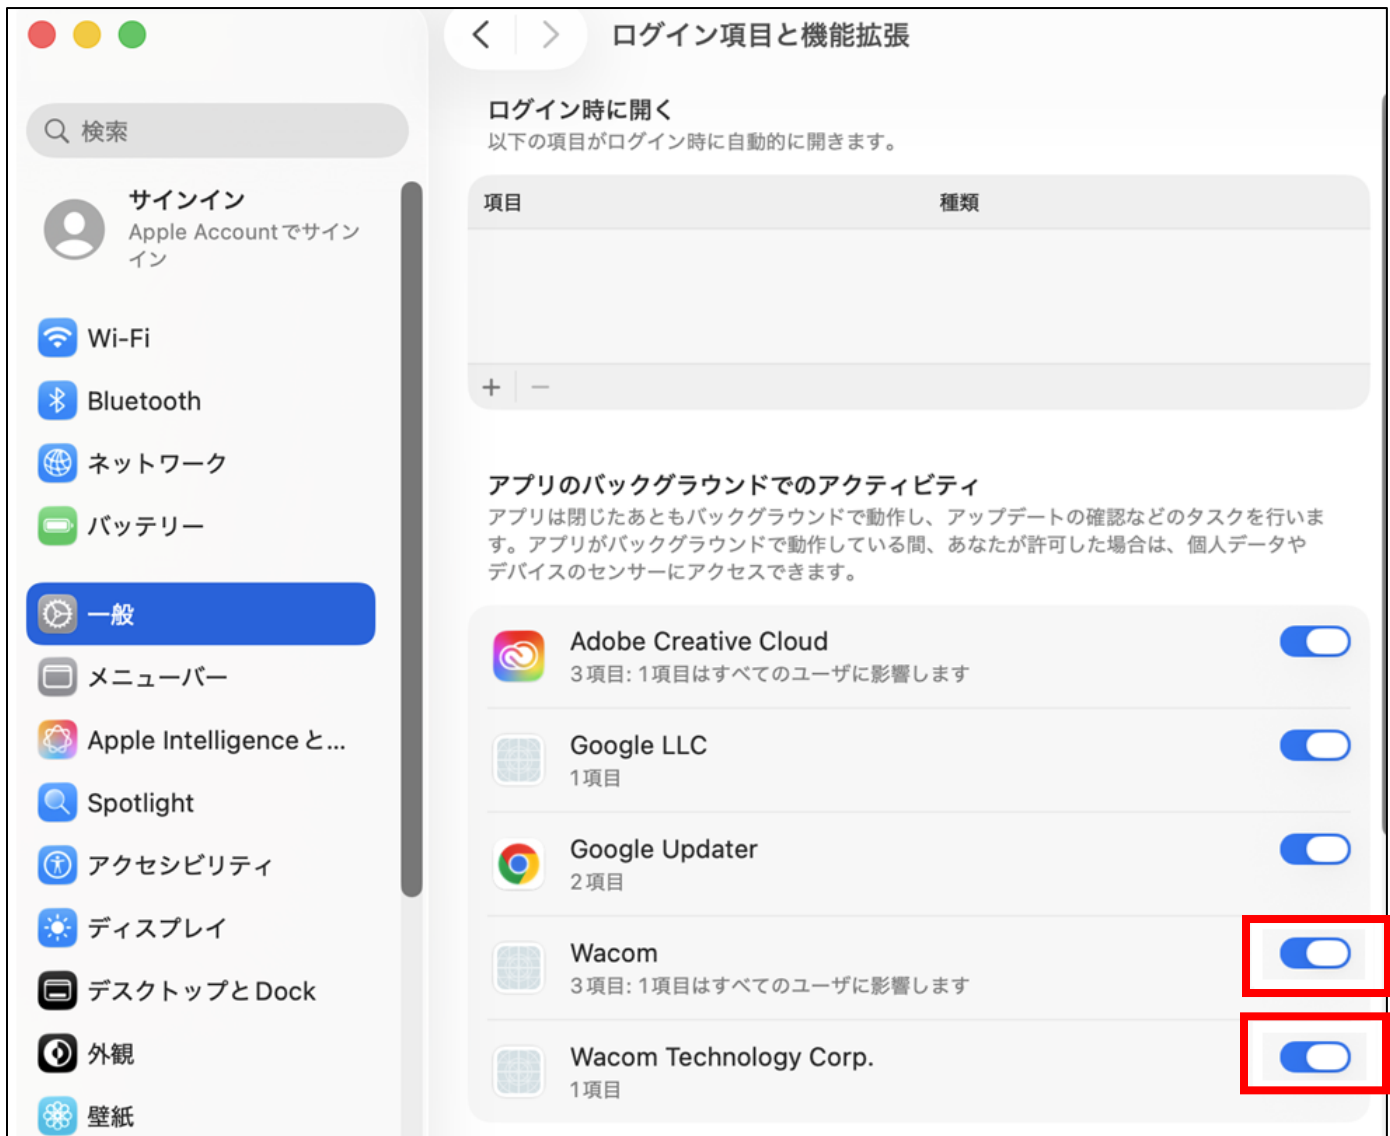 ログイン項目と機能拡張
検索
サインイン
Apple Accountでサイン
イン
Wi-Fi
Bluetooth
ネットワーク
バッテリー
一般
メニューバー
Apple Intelligenceと...
Spotlight
アクセシビリティ
ディスプレイ
デスクトップとDock
外観
壁紙
ログイン時に開く
以下の項目がログイン時に自動的に開きます。
項目 種類
アプリのバックグラウンドでのアクティビティ
アプリは閉じたあともバックグラウンドで動作し、アップデートの確認などのタスクを行いま
す。アプリがバックグラウンドで動作している間、あなたが許可した場合は、個人データや
デバイスのセンサーにアクセスできます。
Adobe Creative Cloud
3項目: 1項目はすべてのユーザに影響します
Google LLC
1項目
Google Updater
2項目
Wacom
3項目: 1項目はすべてのユーザに影響します
Wacom Technology Corp.
1項目